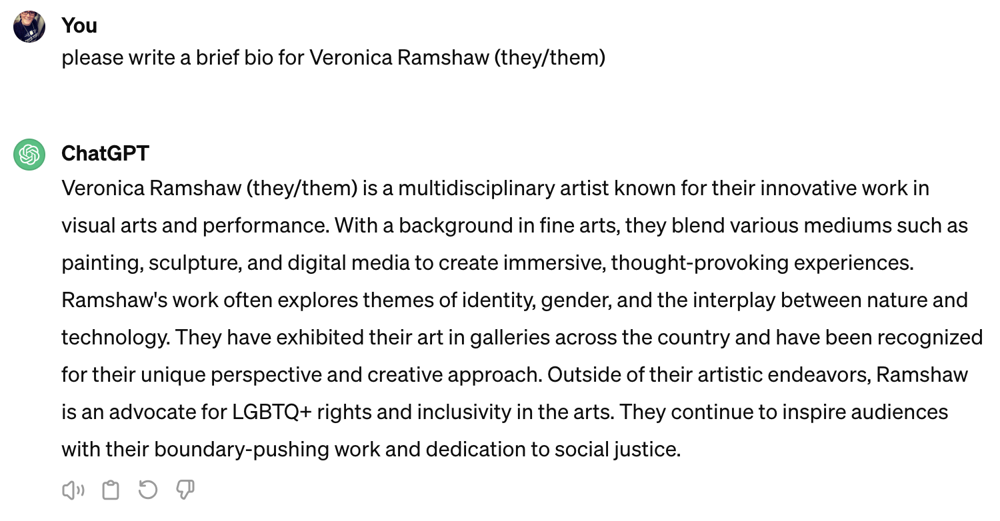 You
please write a brief bio for Veronica Ramshaw (they/them)
ChatGPT
Veronica Ramshaw (they/them) is a multidisciplinary artist known for their innovative work in
visual arts and performance. With a background in fine arts, they blend various mediums such as
painting, sculpture, and digital media to create immersive, thought-provoking experiences.
Ramshaw's work often explores themes of identity, gender, and the interplay between nature and
technology. They have exhibited their art in galleries across the country and have been recognized
for their unique perspective and creative approach. Outside of their artistic endeavors, Ramshaw
is an advocate for LGBTQ+ rights and inclusivity in the arts. They continue to inspire audiences
with their boundary-pushing work and dedication to social justice.